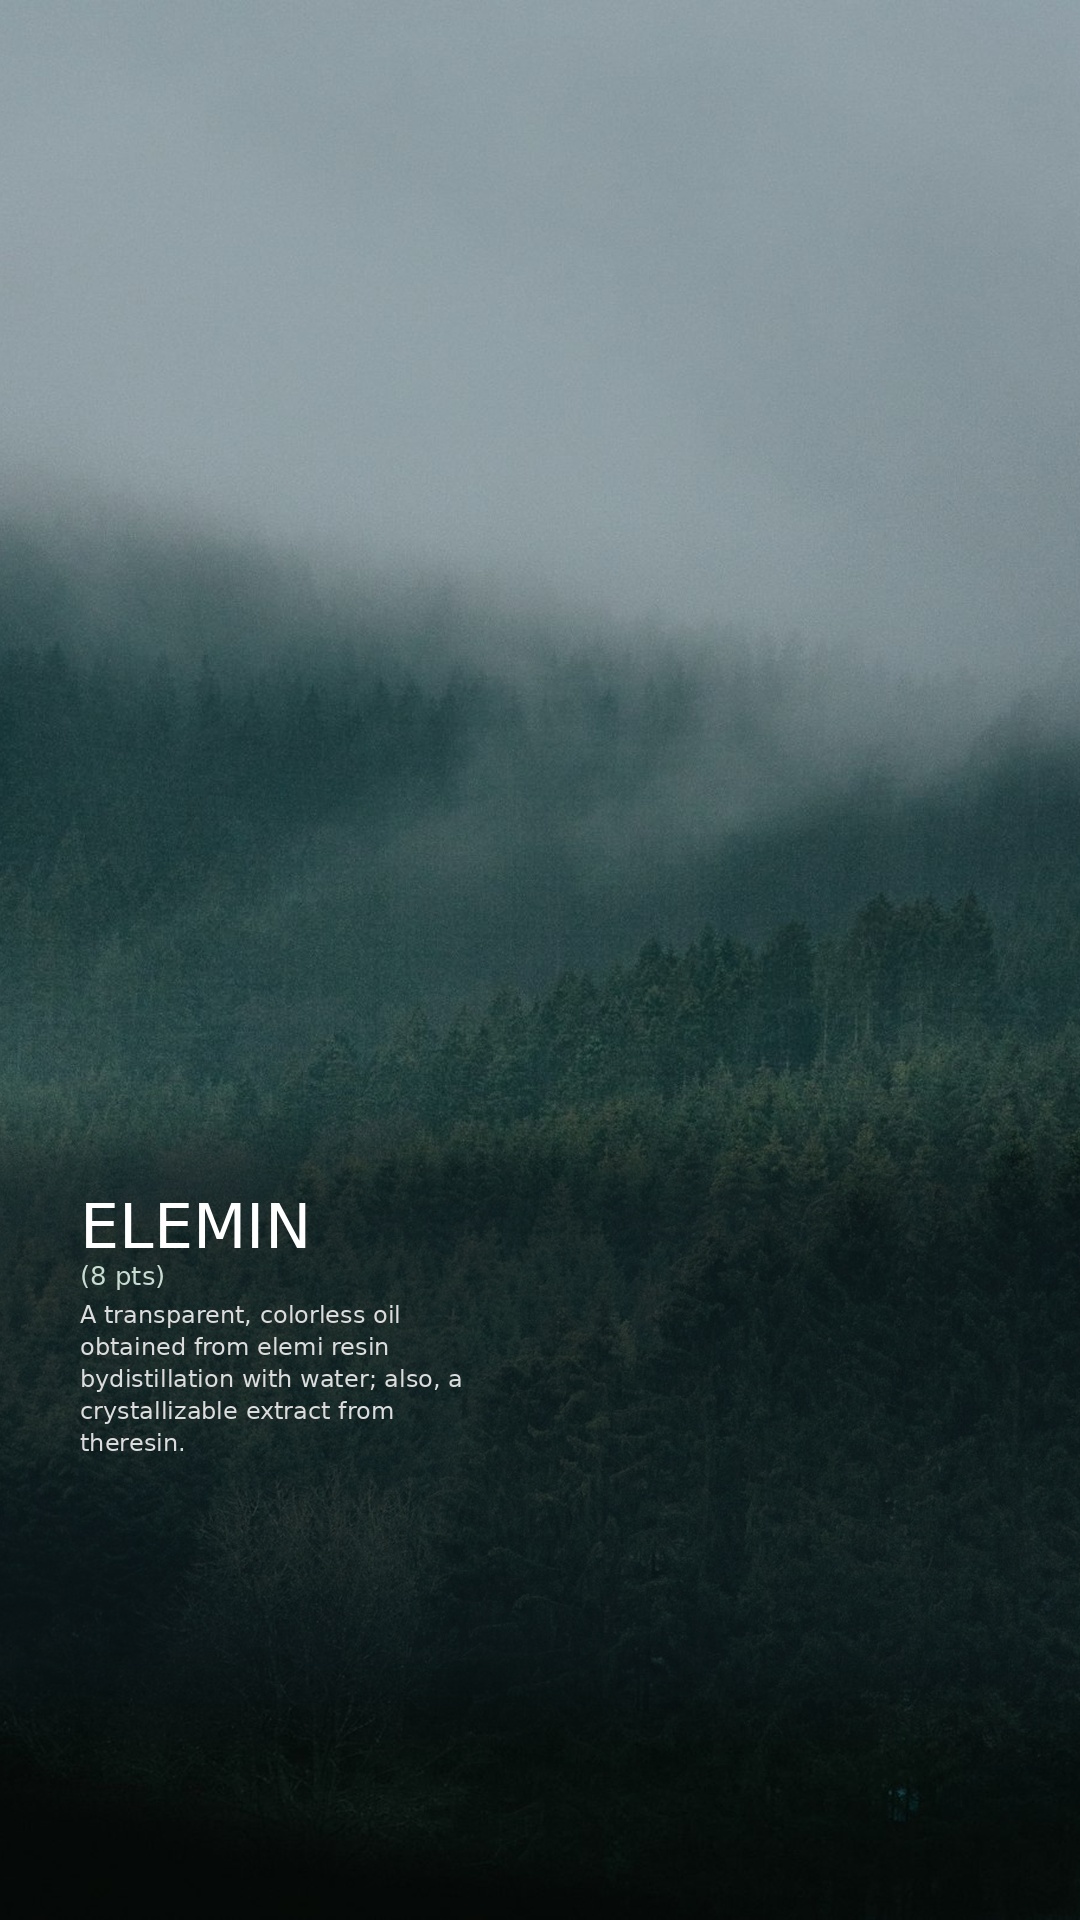 ELEMIN
(8 pts)
A transparent, colorless oil
obtained from elemi resin
bydistillation with water; also, a
crystallizable extract from
theresin.